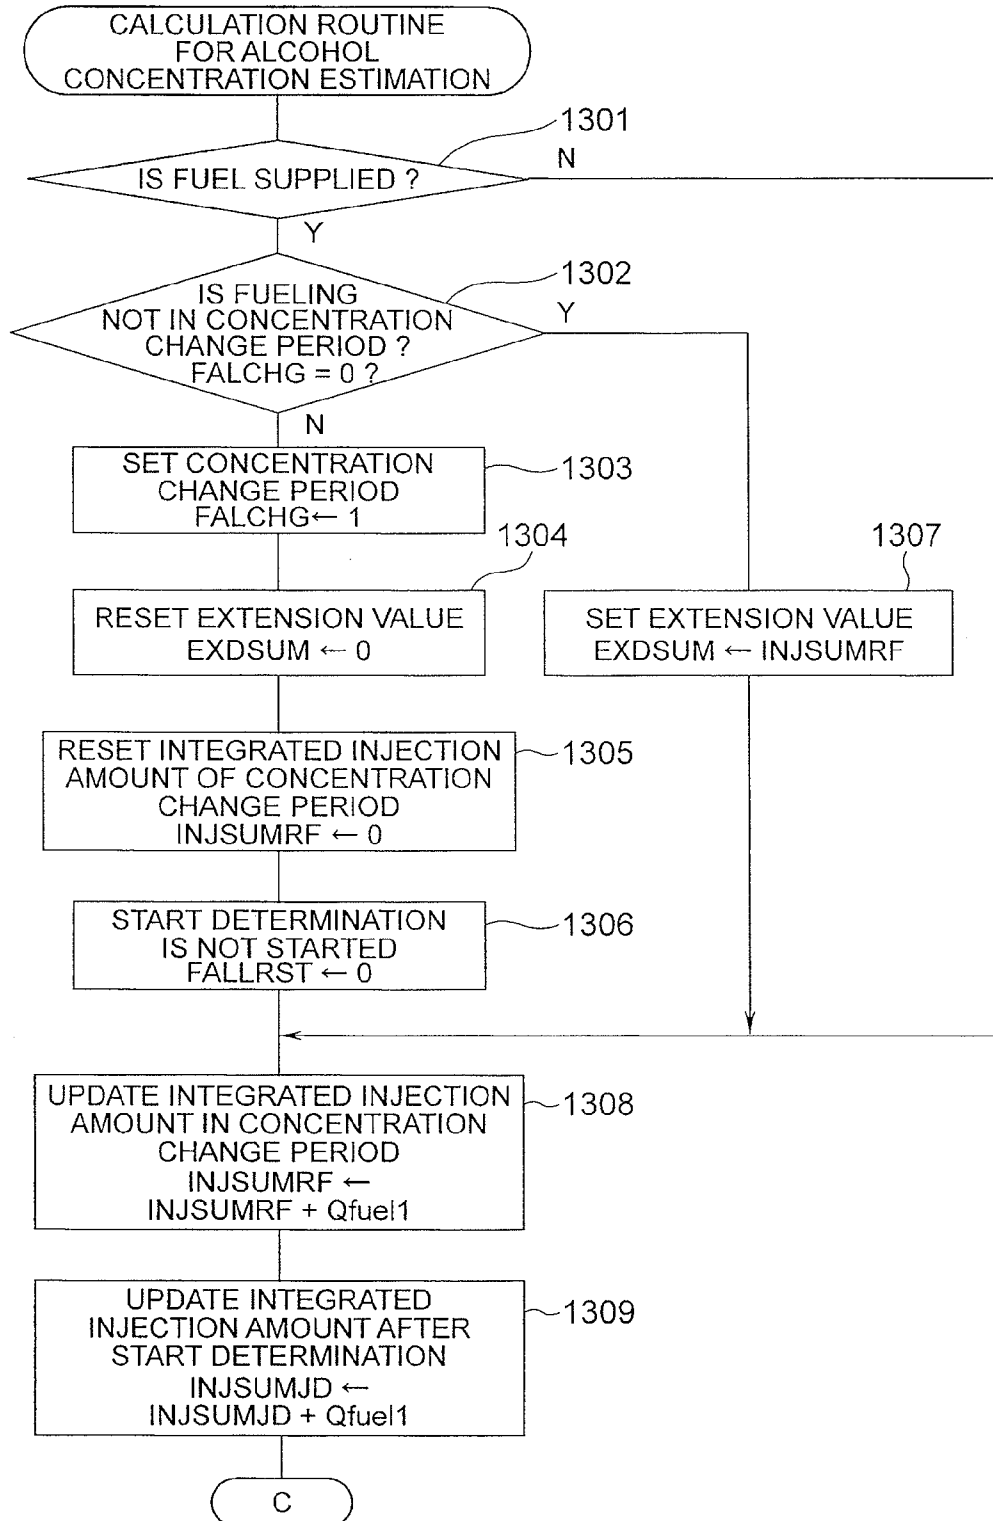 CALCULATION ROUTINE
FOR ALCOHOL
CONCENTRATION ESTIMATION
1301
IS FUEL SUPPLIED ?
N
Y
1302
IS FUELING
NOT IN CONCENTRATION
CHANGE PERIOD ?
FALCHG = 0 ?
Y
N
SET CONCENTRATION
CHANGE PERIOD
FALCHG← 1
1303
1304
RESET EXTENSION VALUE
EXDSUM ← 0
1307
SET EXTENSION VALUE
EXDSUM ← INJSUMRF
RESET INTEGRATED INJECTION
AMOUNT OF CONCENTRATION
CHANGE PERIOD
INJSUMRF ← 0
1305
START DETERMINATION
IS NOT STARTED
FALLRST ← 0
1306
UPDATE INTEGRATED INJECTION
AMOUNT IN CONCENTRATION
CHANGE PERIOD
INJSUMRF ←
INJSUMRF + Qfuel1
1308
UPDATE INTEGRATED
INJECTION AMOUNT AFTER
START DETERMINATION
INJSUMJD ←
INJSUMJD + Qfuel1
1309
C